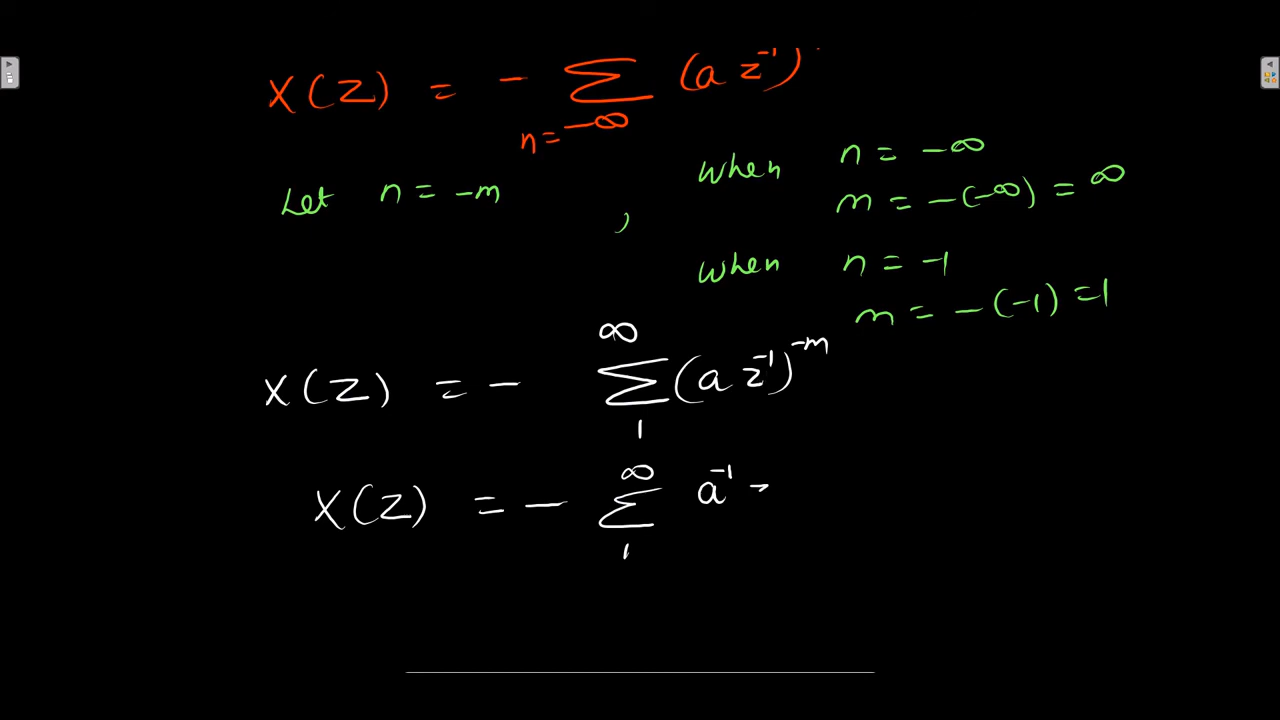 X(Z) = - ∑ (a z⁻¹)
n = -∞
Let n = -m , when n = -∞
m = -(-∞) = ∞
when n = -1
m = -(-1) = 1
∞
X(Z) = - ∑ (a z⁻¹)⁻ᵐ
1
∞
X(Z) = - ∑ a⁻¹
1